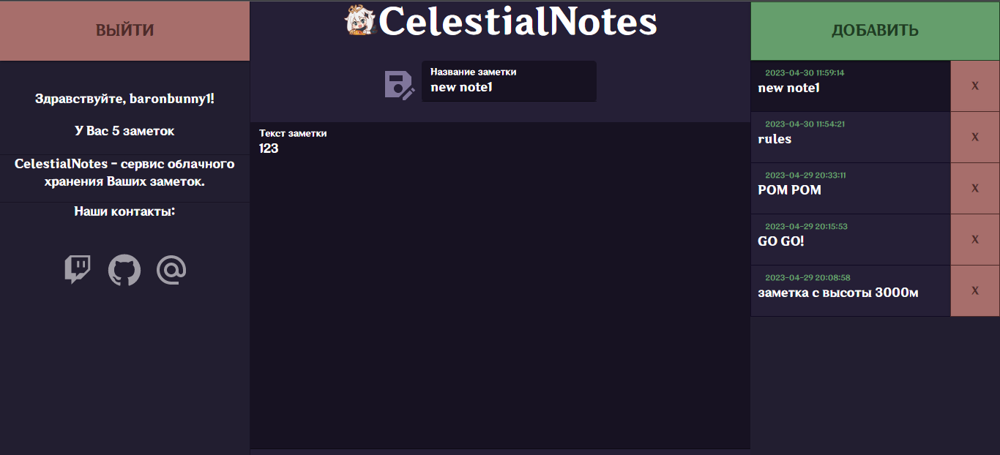 ВЫЙТИ
Здравствуйте, baronbunny1!
У Вас 5 заметок
CelestialNotes - сервис облачного
хранения Ваших заметок.
Наши контакты:
CelestialNotes
Название заметки
new note1
Текст заметки
123
ДОБАВИТЬ
2023-04-30 11:59:14
new note1
X
2023-04-30 11:54:21
rules
X
2023-04-29 20:33:11
POM POM
X
2023-04-29 20:15:53
GO GO!
X
2023-04-29 20:08:58
заметка с высоты 3000м
X